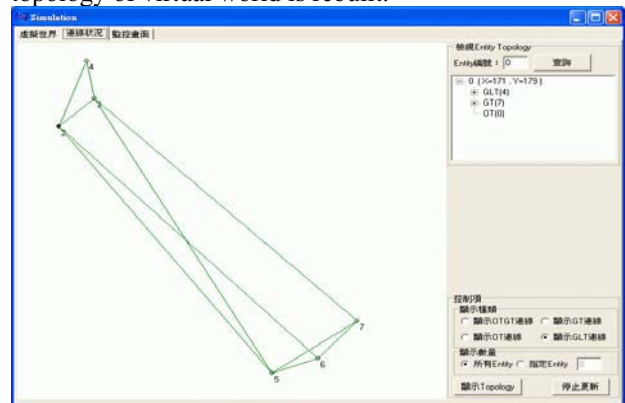 topology of virtual world is rebuilt.
Simulation
虛擬世界 連線狀況 監控畫面
檢視Entity Topology
Entity編號： 0 查詢
0 (X=171 ,Y=179)
GLT(4)
GT(7)
OT(0)
4
3
2
7
6
5
控制項
顯示種類
顯示OTGT連線 顯示GT連線
顯示OT連線 顯示GLT連線
顯示數量
所有Entity 指定Entity 0
顯示Topology 停止更新